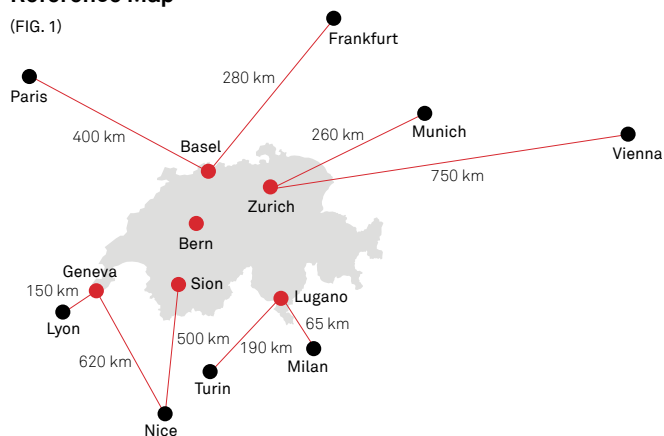 (FIG. 1)
Frankfurt
280 km
Paris
400 km
Basel
260 km
Munich
Vienna
750 km
Zurich
Bern
Geneva
Sion
150 km
Lugano
Lyon
500 km
65 km
190 km
620 km
Milan
Turin
Nice